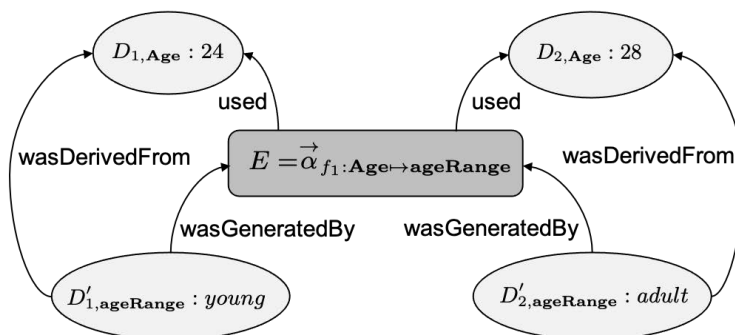 D₁,Age : 24
D₂,Age : 28
used
used
E = α⃗ f₁:Age↦ageRange
wasDerivedFrom
wasDerivedFrom
wasGeneratedBy
wasGeneratedBy
D′₁,ageRange : young
D′₂,ageRange : adult